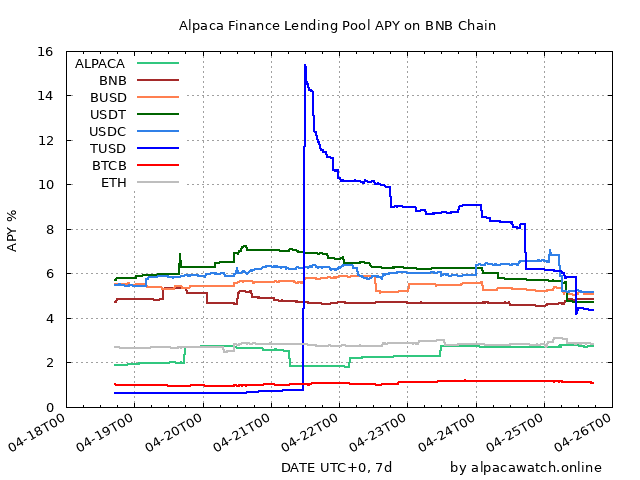 Alpaca Finance Lending Pool APY on BNB Chain
16
14
12
10
8
6
4
2
0
APY %
ALPACA
BNB
BUSD
USDT
USDC
TUSD
BTCB
ETH
04-18T00
04-19T00
04-20T00
04-21T00
04-22T00
04-23T00
04-24T00
04-25T00
04-26T00
DATE UTC+0, 7d
by alpacawatch.online